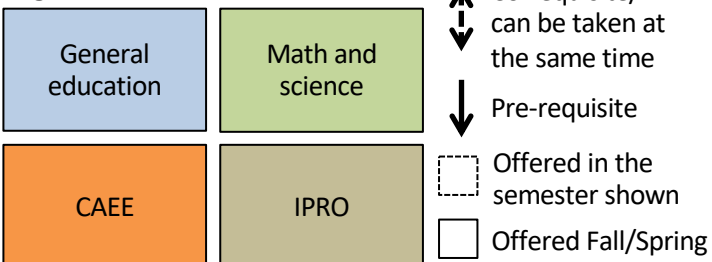 General
education
Math and
science
CAEE
IPRO
can be taken at
the same time
Pre-requisite
Offered in the
semester shown
Offered Fall/Spring